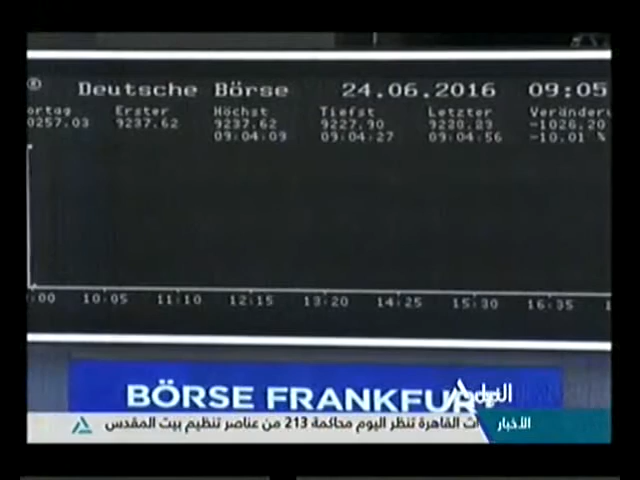 Deutsche Börse 24.06.2016 09:05
Erster Höchst Tiefst Letzter
0257.03 9237.62 9237.62 9227.90 9230.83 -1026.20
09:04:09 09:04:27 09:04:56 -10.01 %
10:05 11:10 12:15 13:20 14:25 15:30 16:35
BÖRSE FRANKFUR
النيل
الأخبار
ات القاهرة تنظر اليوم محاكمة 213 من عناصر تنظيم بيت المقدس